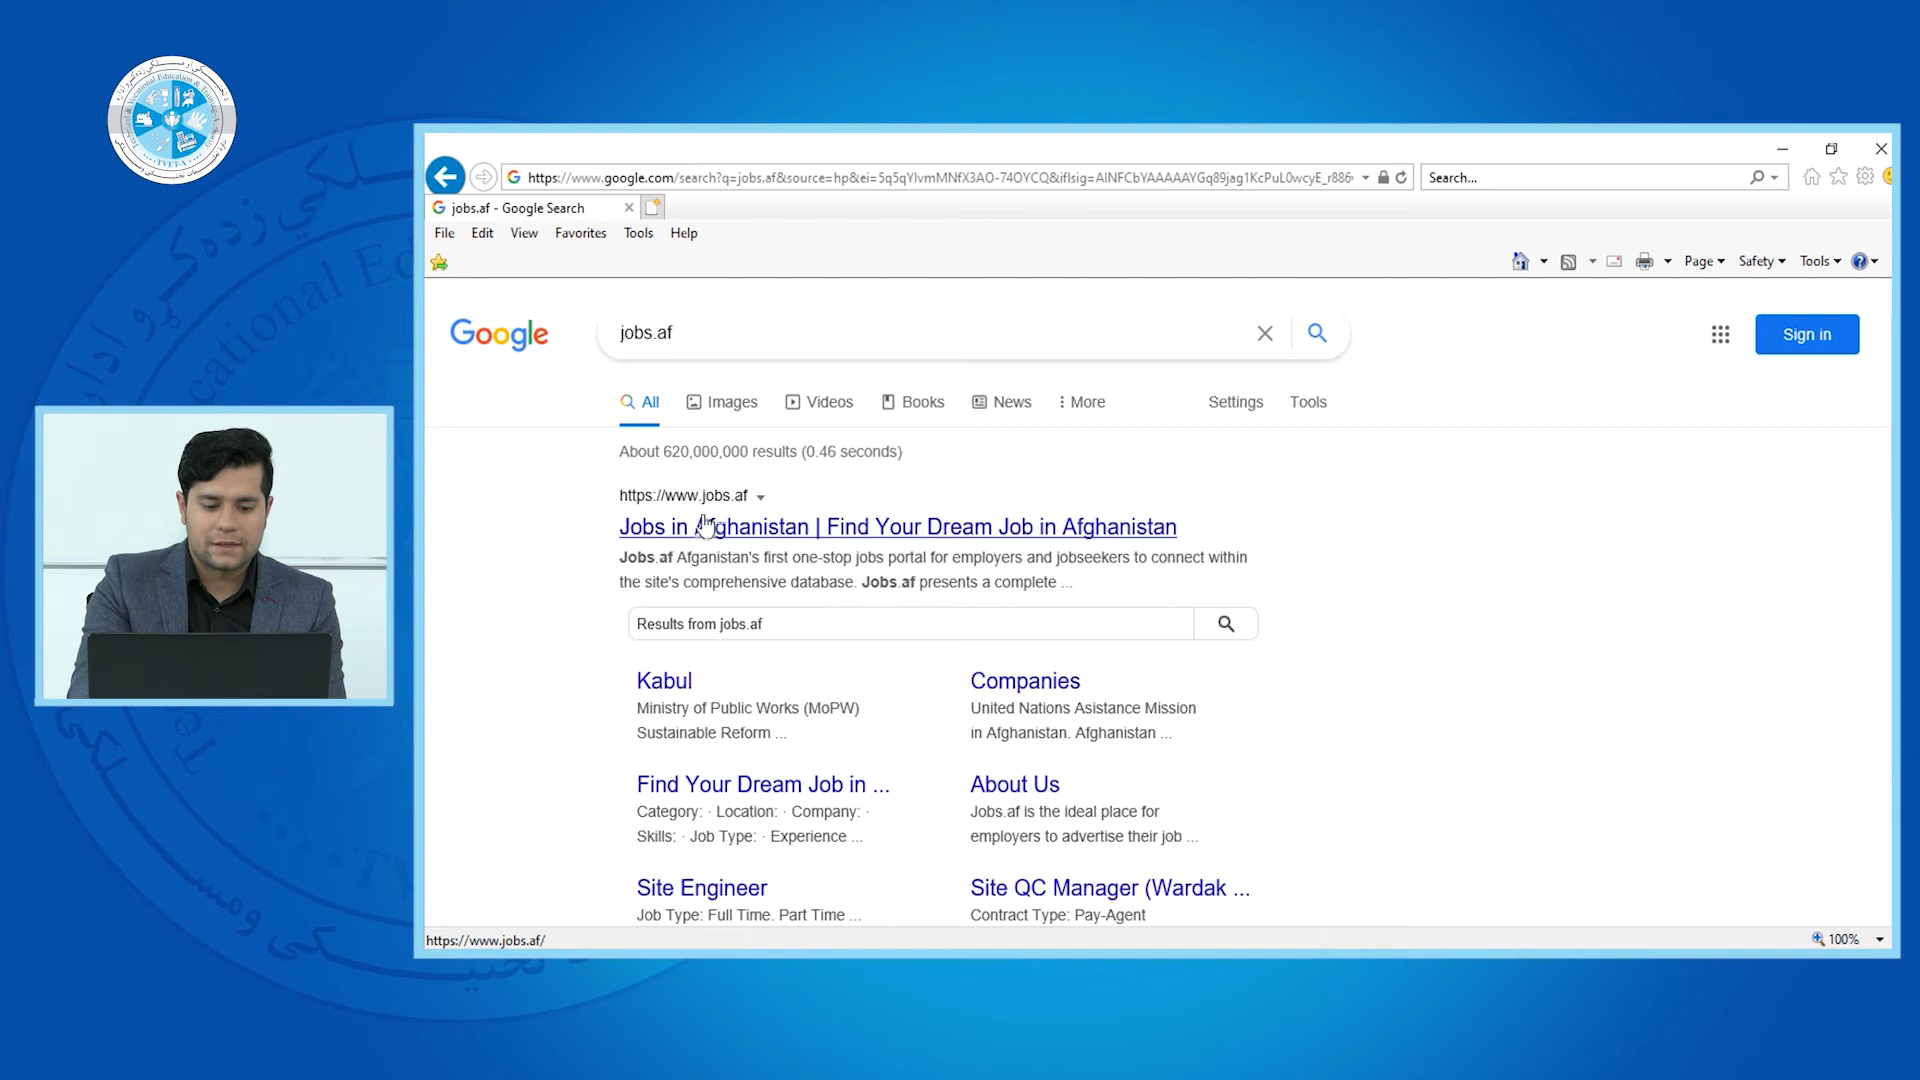 https://www.google.com/search?q=jobs.af&source=hp&ei=5q5qYIvmMNfX3AO-74OYCQ&iflsig=AINFCbYAAAAAYGq89jag1KcPuL0wcyE_r886
Search...
jobs.af - Google Search
File Edit View Favorites Tools Help
Page Safety Tools
Google
jobs.af
Sign in
All Images Videos Books News More Settings Tools
About 620,000,000 results (0.46 seconds)
https://www.jobs.af
Jobs in Afghanistan | Find Your Dream Job in Afghanistan
Jobs.af Afganistan's first one-stop jobs portal for employers and jobseekers to connect within
the site's comprehensive database. Jobs.af presents a complete ...
Results from jobs.af
Kabul
Ministry of Public Works (MoPW)
Sustainable Reform ...
Companies
United Nations Asistance Mission
in Afghanistan. Afghanistan ...
Find Your Dream Job in ...
Category: · Location: · Company: ·
Skills: · Job Type: · Experience ...
About Us
Jobs.af is the ideal place for
employers to advertise their job ...
Site Engineer
Job Type: Full Time. Part Time ...
Site QC Manager (Wardak ...
Contract Type: Pay-Agent
https://www.jobs.af/
100%
TVET-A